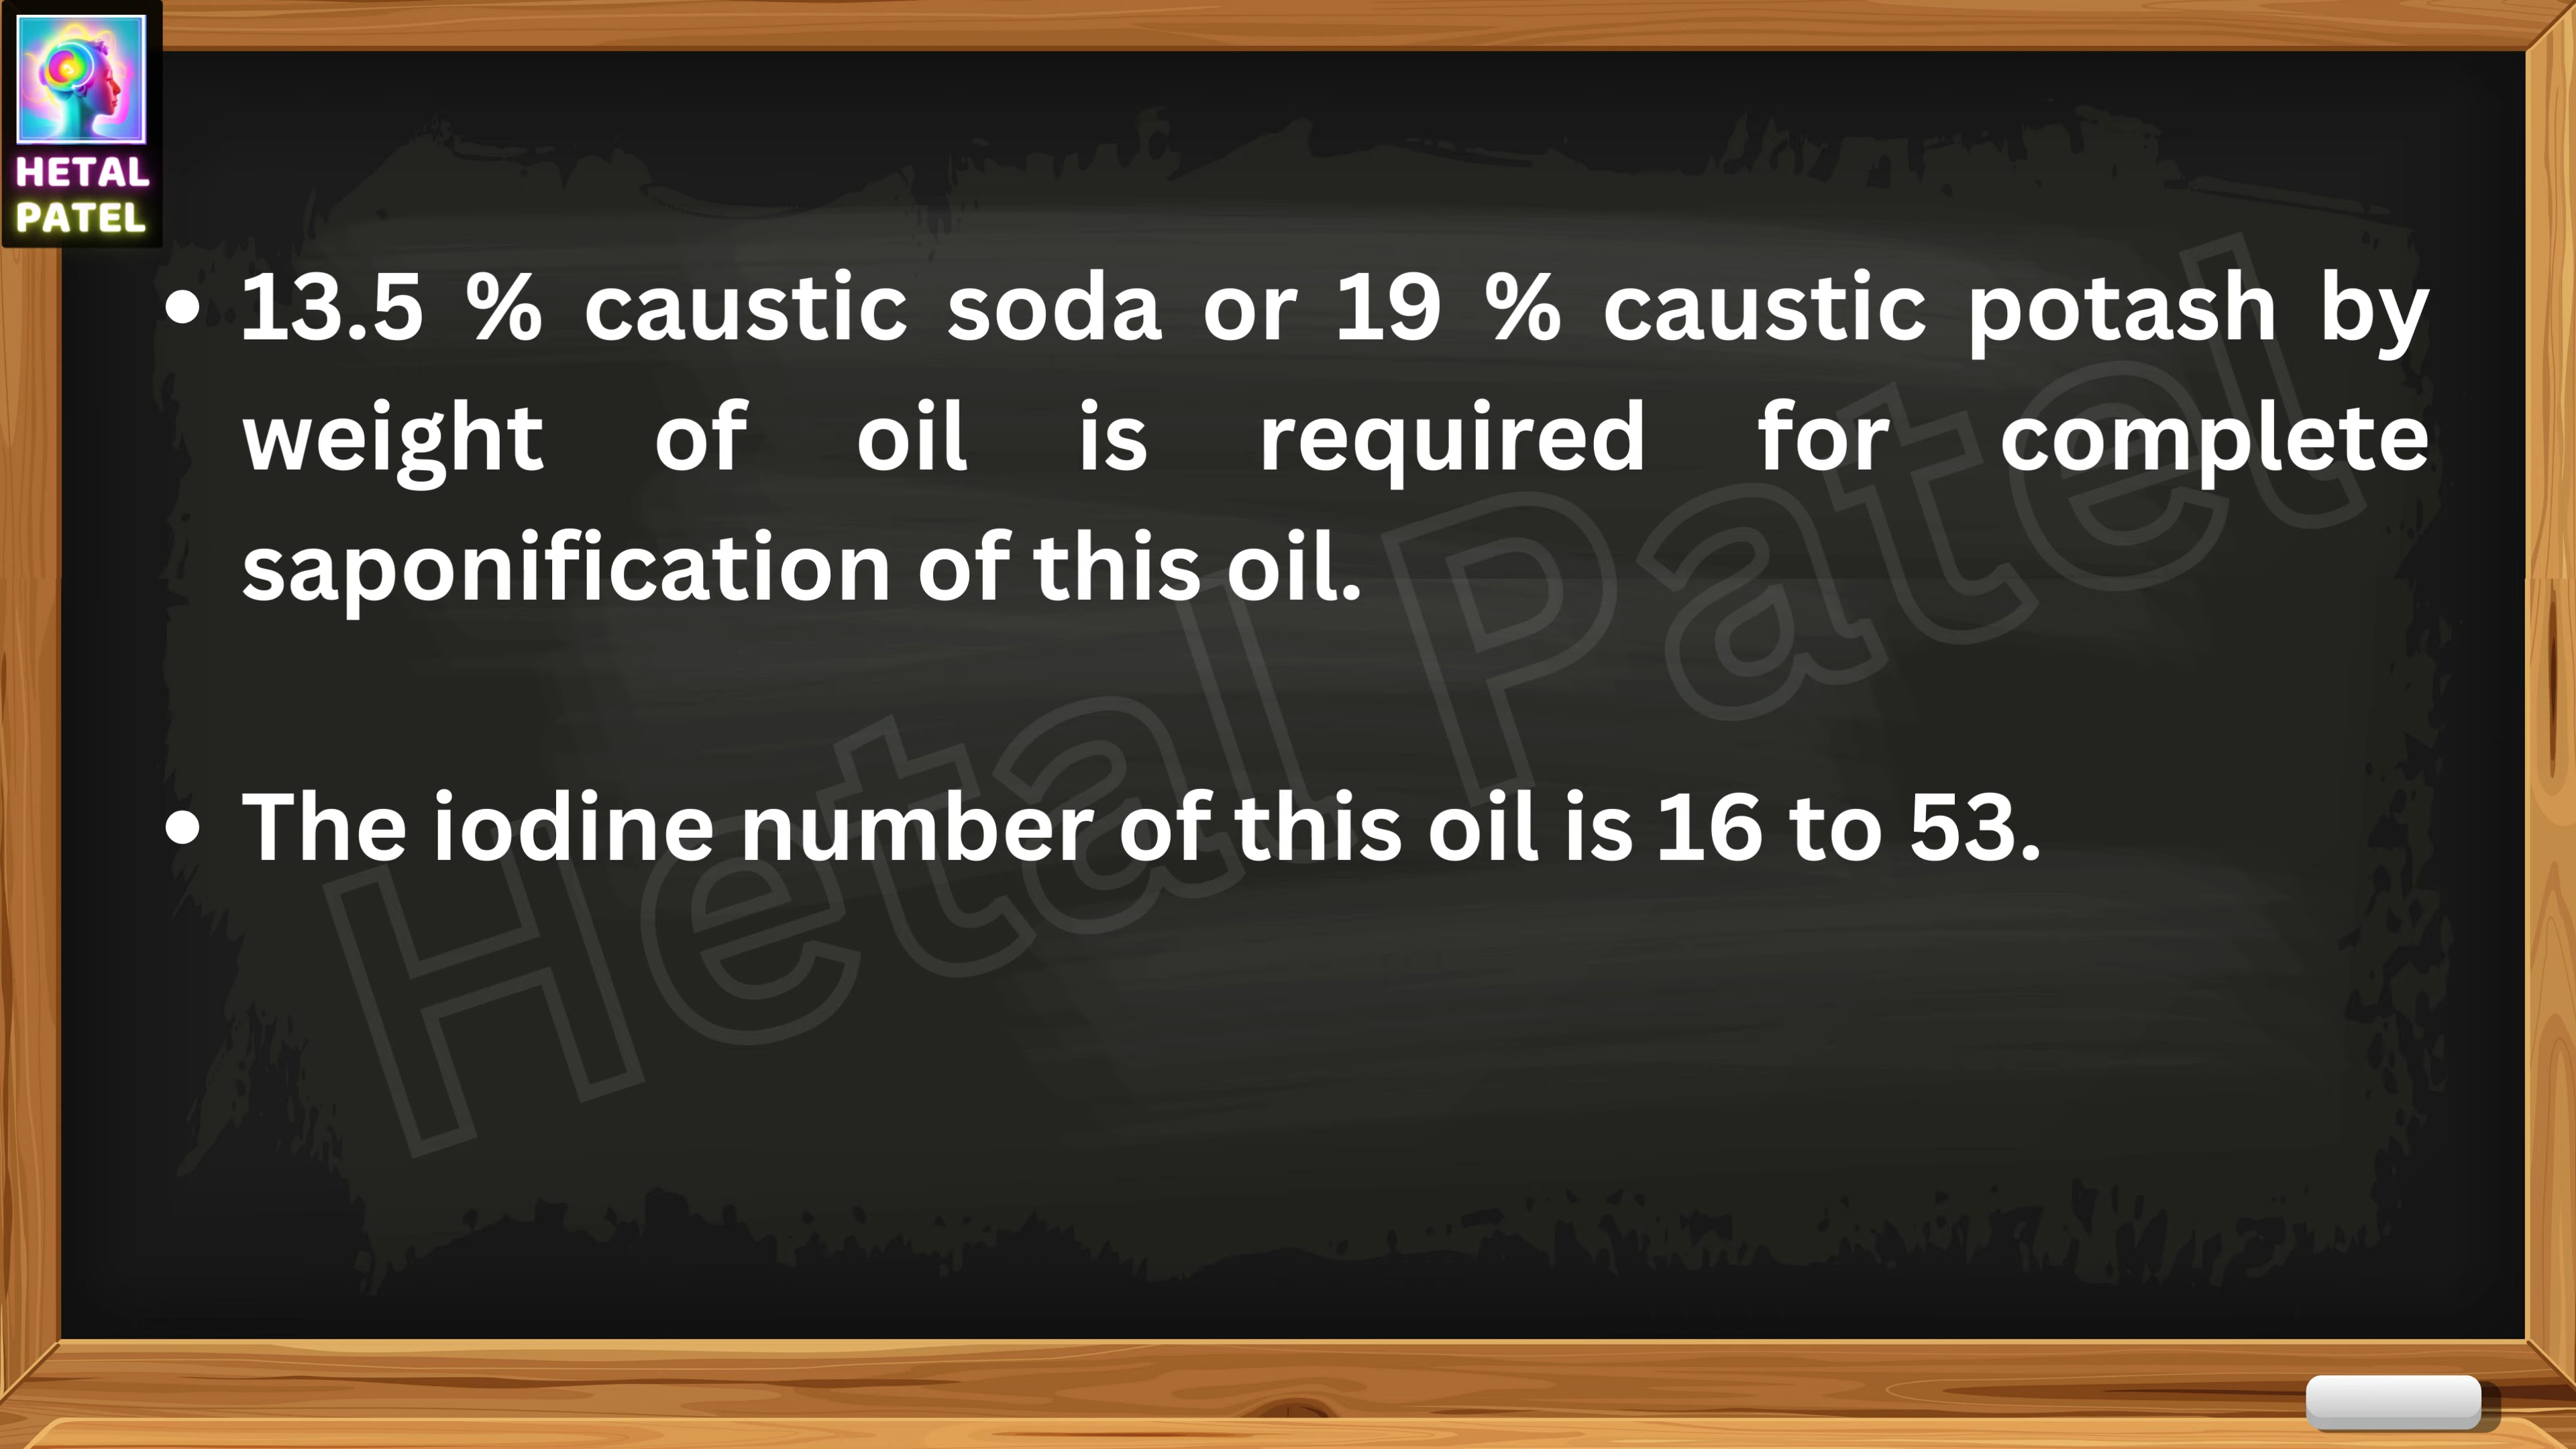 HETAL
PATEL
• 13.5 % caustic soda or 19 % caustic potash by
weight of oil is required for complete
saponification of this oil.
• The iodine number of this oil is 16 to 53.
Hetal Patel